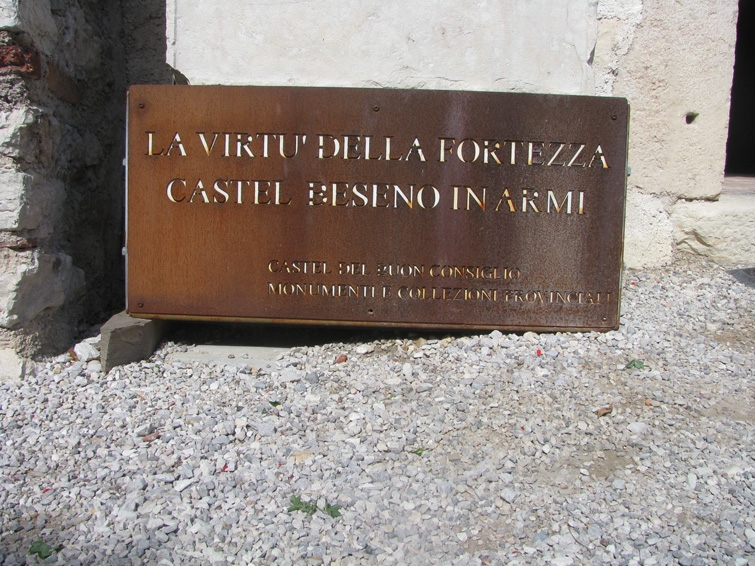 LA VIRTU' DELLA FORTEZZA
CASTEL BESENO IN ARMI
CASTEL DEL BUON CONSIGLIO
MONUMENTI E COLLEZIONI PROVINCIALI